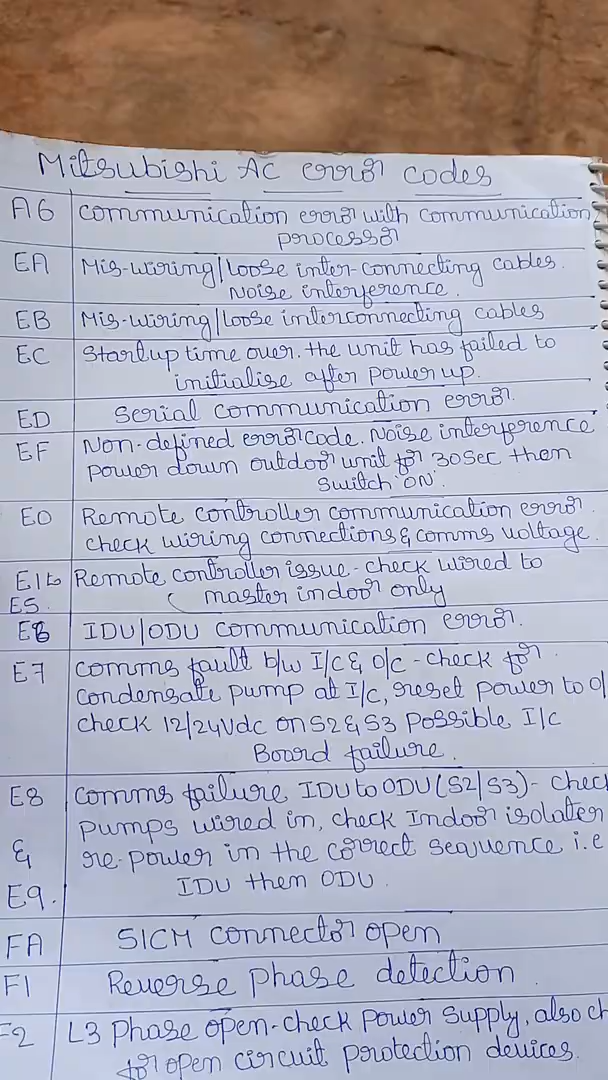 Mitsubishi Ac error codes
A6 communication error with communication
processor
EA Mis-wiring/loose inter-connecting cables.
Noise interference.
EB Mis-wiring/loose interconnecting cables
EC Startup time over. the unit has failed to
initialise after power up.
ED Serial communication error.
EF Non-defined error code. Noise interference
power down outdoor unit for 30sec then
switch 'ON'.
E0 Remote controller communication error
check wiring connections & comms voltage.
E1 to Remote controller issue - check wired to
E5. master indoor only
E6 IDU/ODU communication error.
E7 comms fault b/w I/C & O/C - check for
condensate pump at I/C, reset power to O/
check 12/24Vdc on S2 & S3 possible I/C
Board failure.
E8 comms failure IDU to ODU (S2/S3) - check
pumps wired in, check Indoor isolater
& re-power in the correct sequence i.e
E9. IDU then ODU.
FA 51CM connector open
F1 Reverse phase detection.
F2 L3 phase open - check power supply, also ch
for open circuit protection devices.